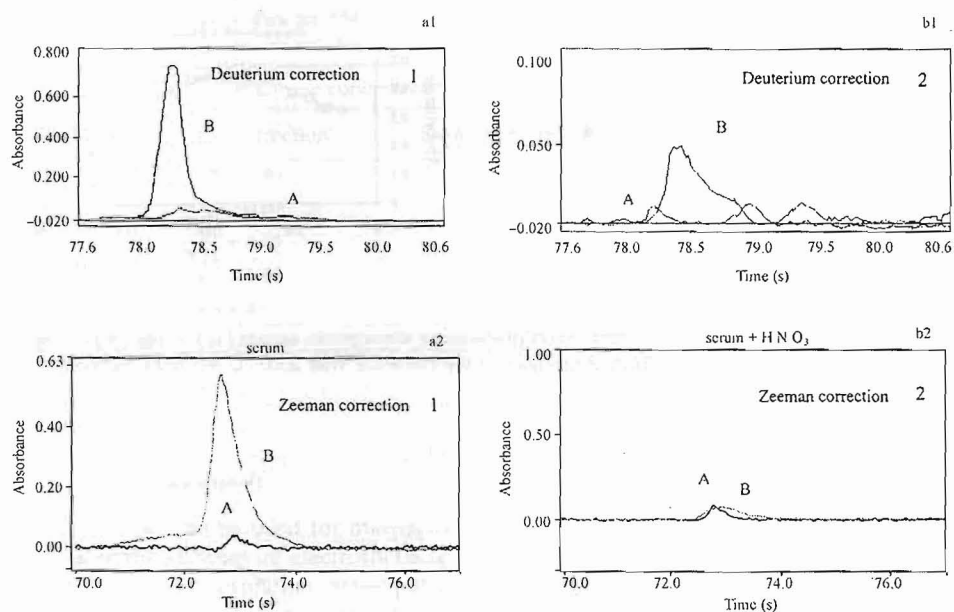 a1
0.800
Deuterium correction 1
0.600
B
0.400
0.200
A
−0.020
77.6 78.0 78.5 79.0 79.5 80.0 80.6
Absorbance
Time (s)
b1
0.100
Deuterium correction 2
B
0.050
A
−0.020
77.6 78.0 78.5 79.0 79.5 80.0 80.6
Absorbance
Time (s)
serum a2
0.63
Zeeman correction 1
0.40
B
0.20
A
0.00
70.0 72.0 74.0 76.0
Absorbance
Time (s)
serum + H N O3 b2
1.00
Zeeman correction 2
0.50
A B
0.00
70.0 72.0 74.0 76.0
Absorbance
Time (s)